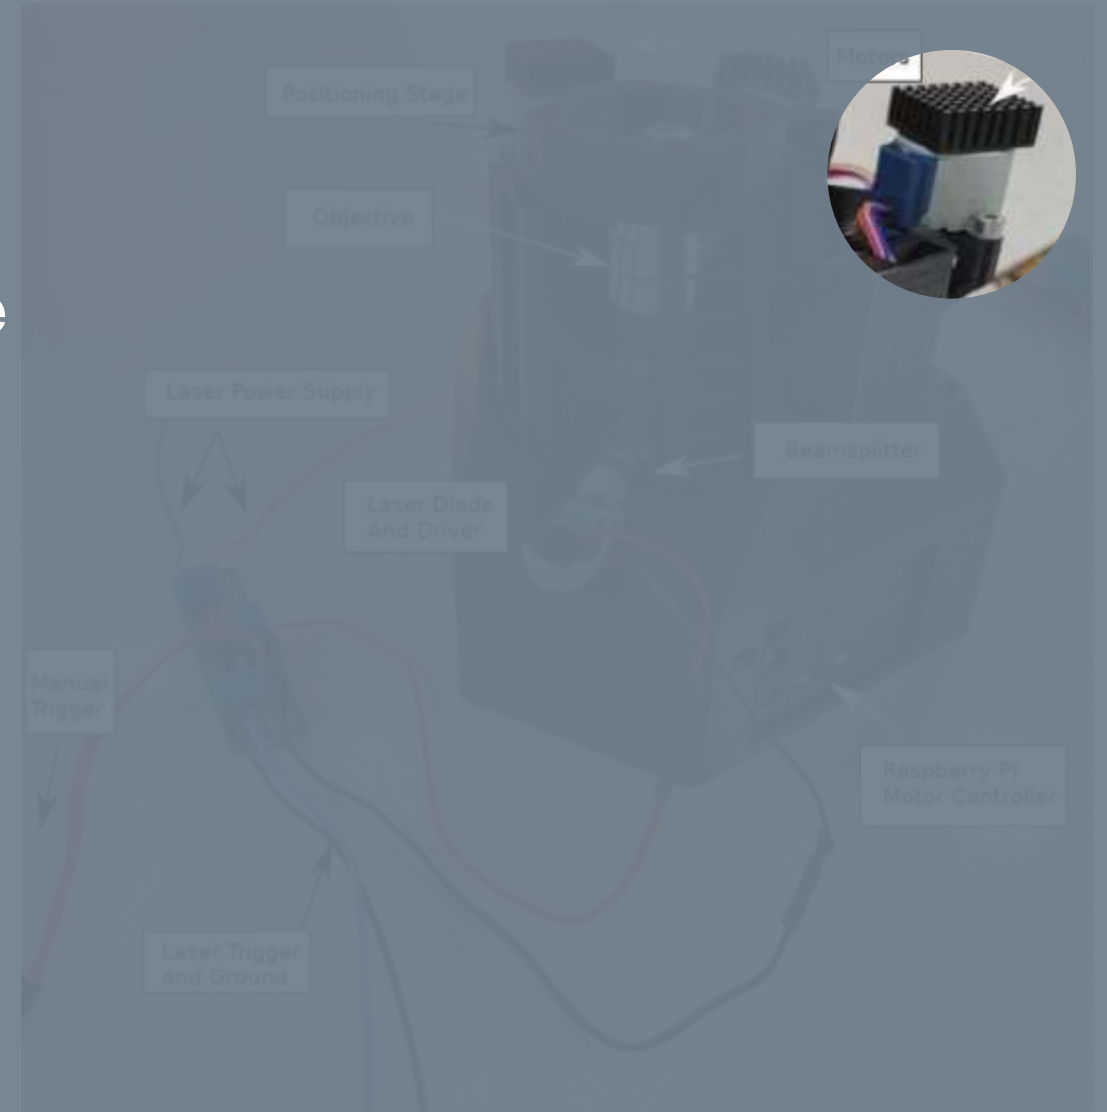 Motors
Positioning Stage
Objective
Laser Power Supply
Beamsplitter
Laser Diode
And Driver
Manual
Trigger
Raspberry PI
Motor Controller
Laser Trigger
and Ground